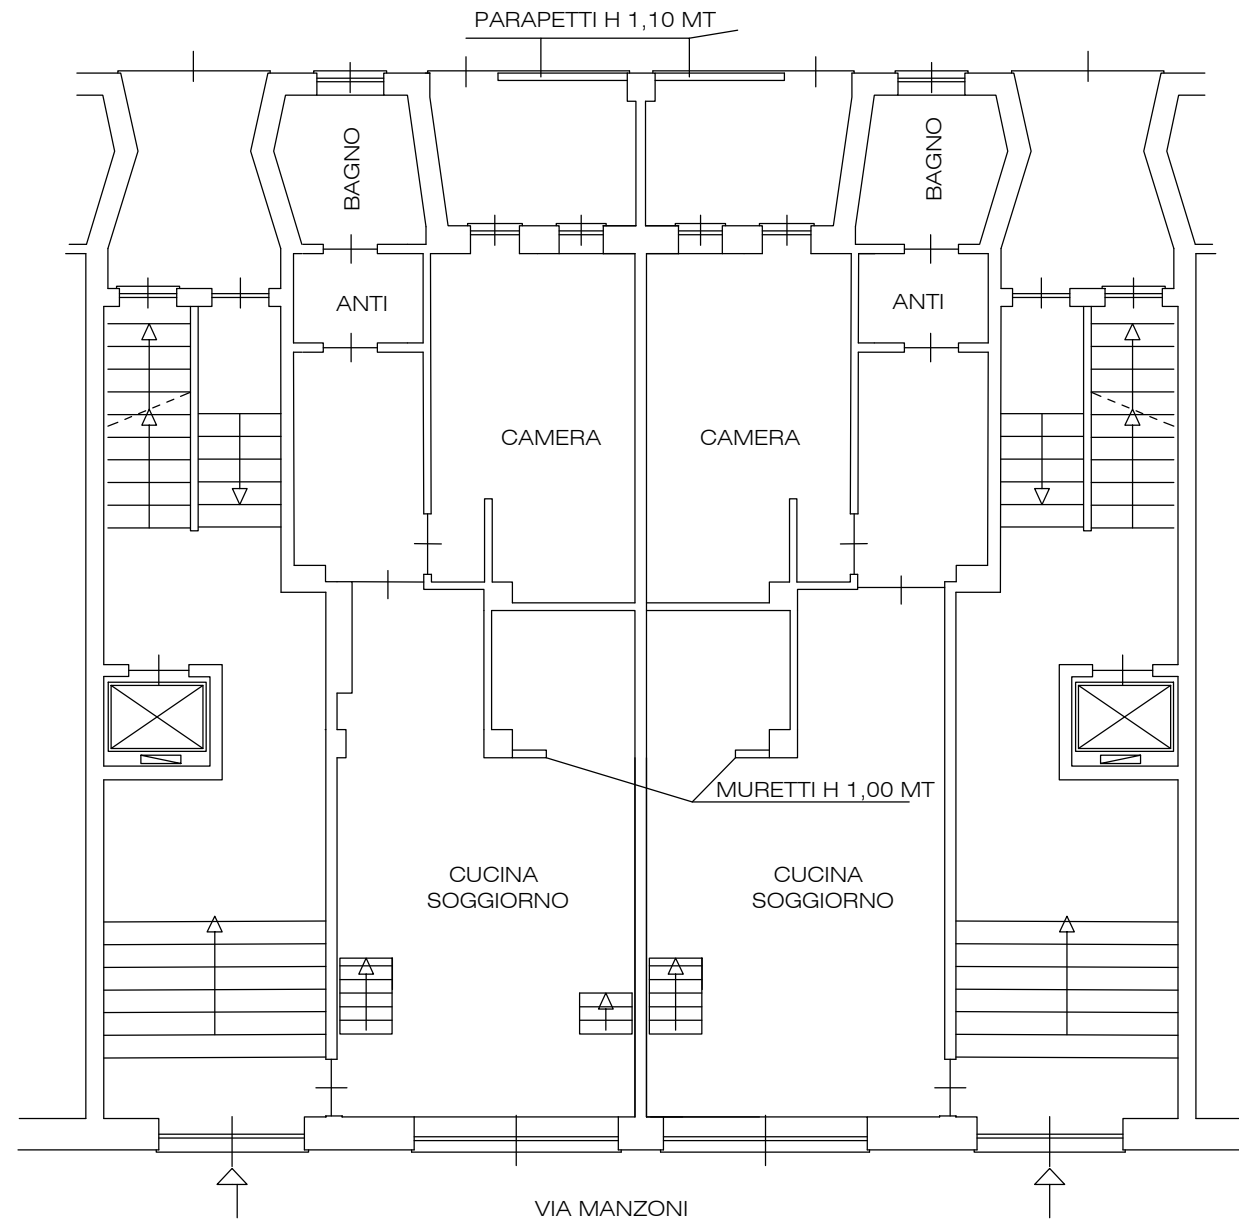 PARAPETTI H 1,10 MT
BAGNO
BAGNO
ANTI
ANTI
CAMERA
CAMERA
MURETTI H 1,00 MT
CUCINA
SOGGIORNO
CUCINA
SOGGIORNO
VIA MANZONI